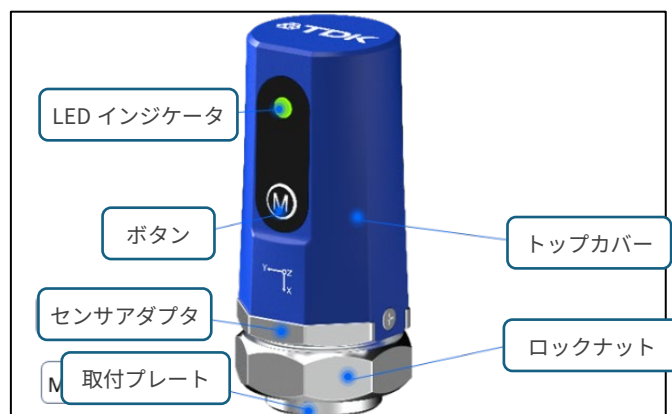 TDK
LED インジケータ
M
ボタン
トップカバー
Y
Z
X
センサアダプタ
ロックナット
M
取付プレート